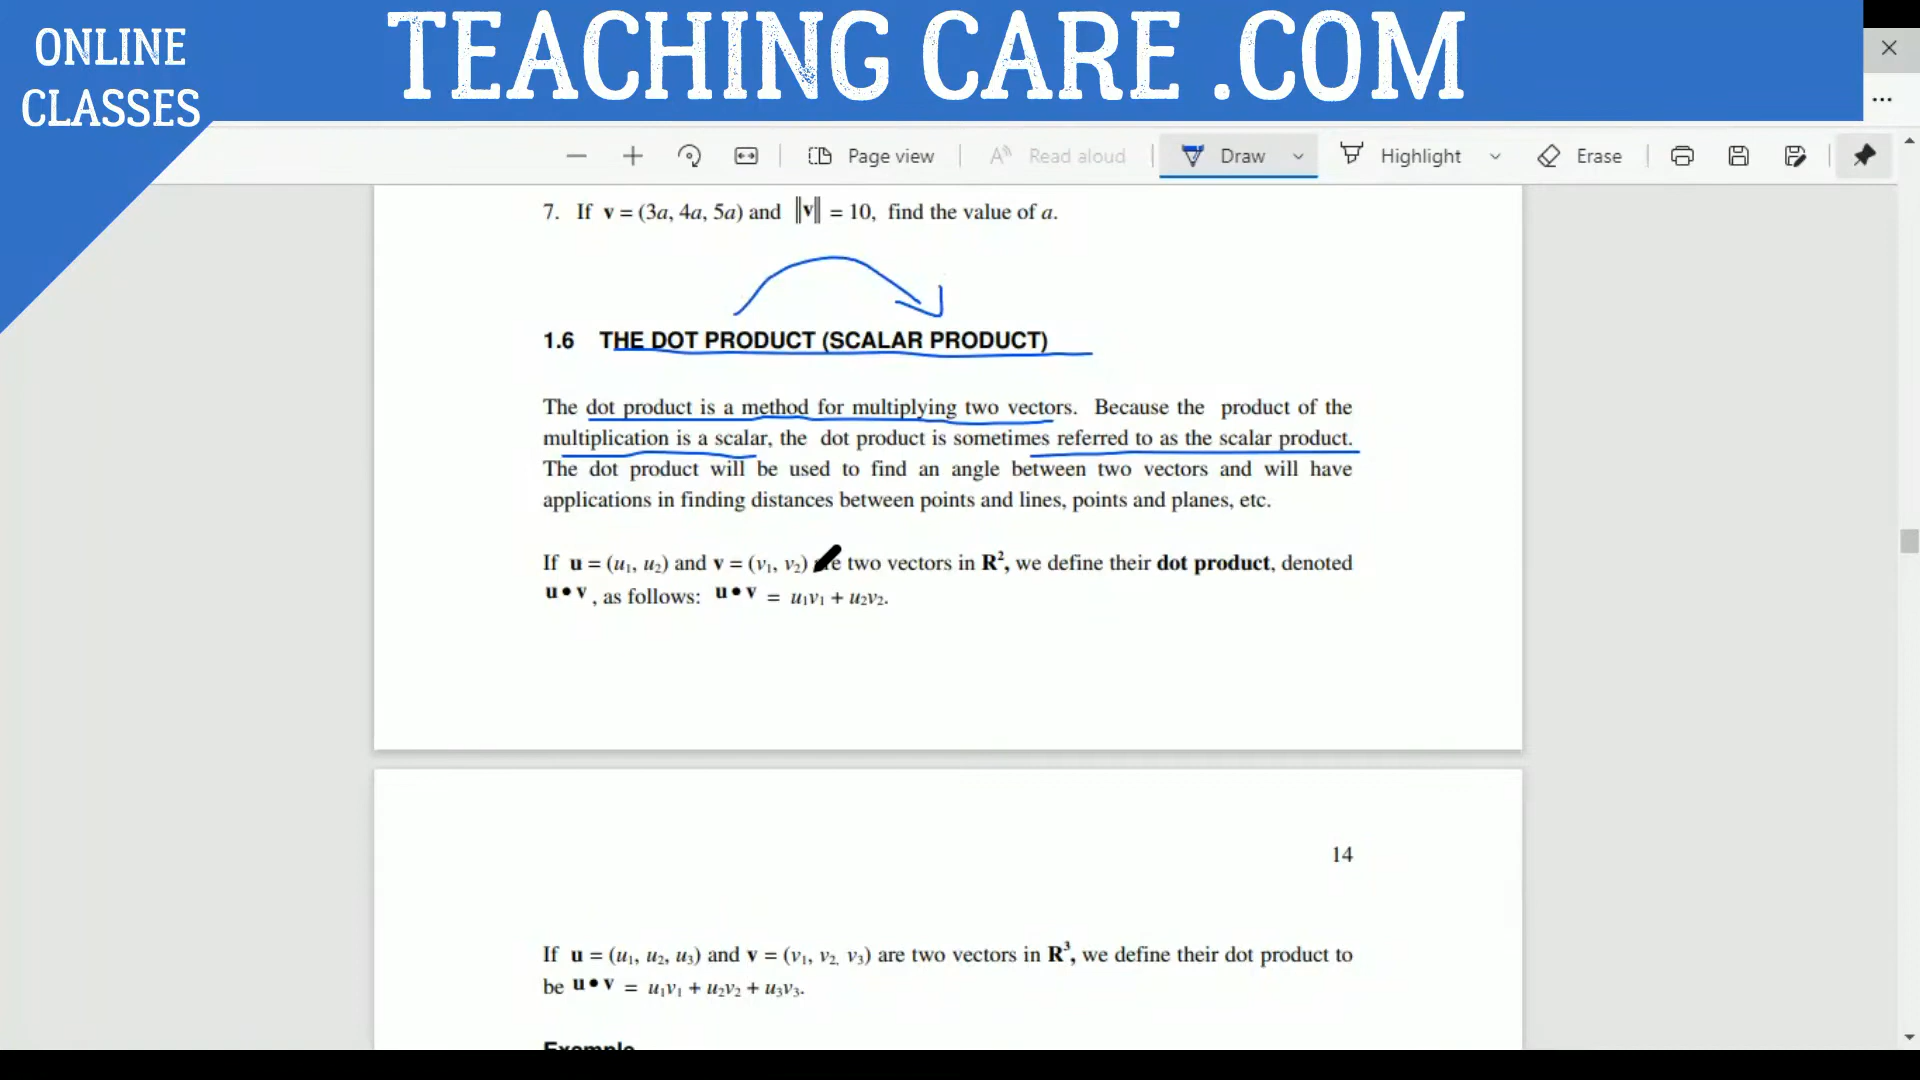 ONLINE
CLASSES
TEACHING CARE .COM
Page view
Read aloud
Draw
Highlight
Erase
7. If v = (3a, 4a, 5a) and ‖v‖ = 10, find the value of a.
1.6 THE DOT PRODUCT (SCALAR PRODUCT)
The dot product is a method for multiplying two vectors. Because the product of the
multiplication is a scalar, the dot product is sometimes referred to as the scalar product.
The dot product will be used to find an angle between two vectors and will have
applications in finding distances between points and lines, points and planes, etc.
If u = (u₁, u₂) and v = (v₁, v₂) are two vectors in R², we define their dot product, denoted
u•v, as follows: u•v = u₁v₁ + u₂v₂.
14
If u = (u₁, u₂, u₃) and v = (v₁, v₂, v₃) are two vectors in R³, we define their dot product to
be u•v = u₁v₁ + u₂v₂ + u₃v₃.
Example